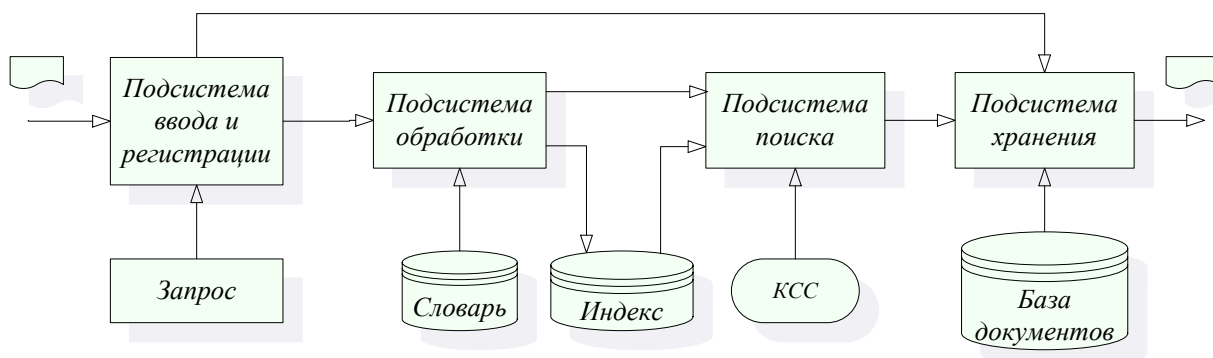 Подсистема
ввода и
регистрации
Подсистема
обработки
Подсистема
поиска
Подсистема
хранения
Запрос
Словарь
Индекс
КСС
База
документов